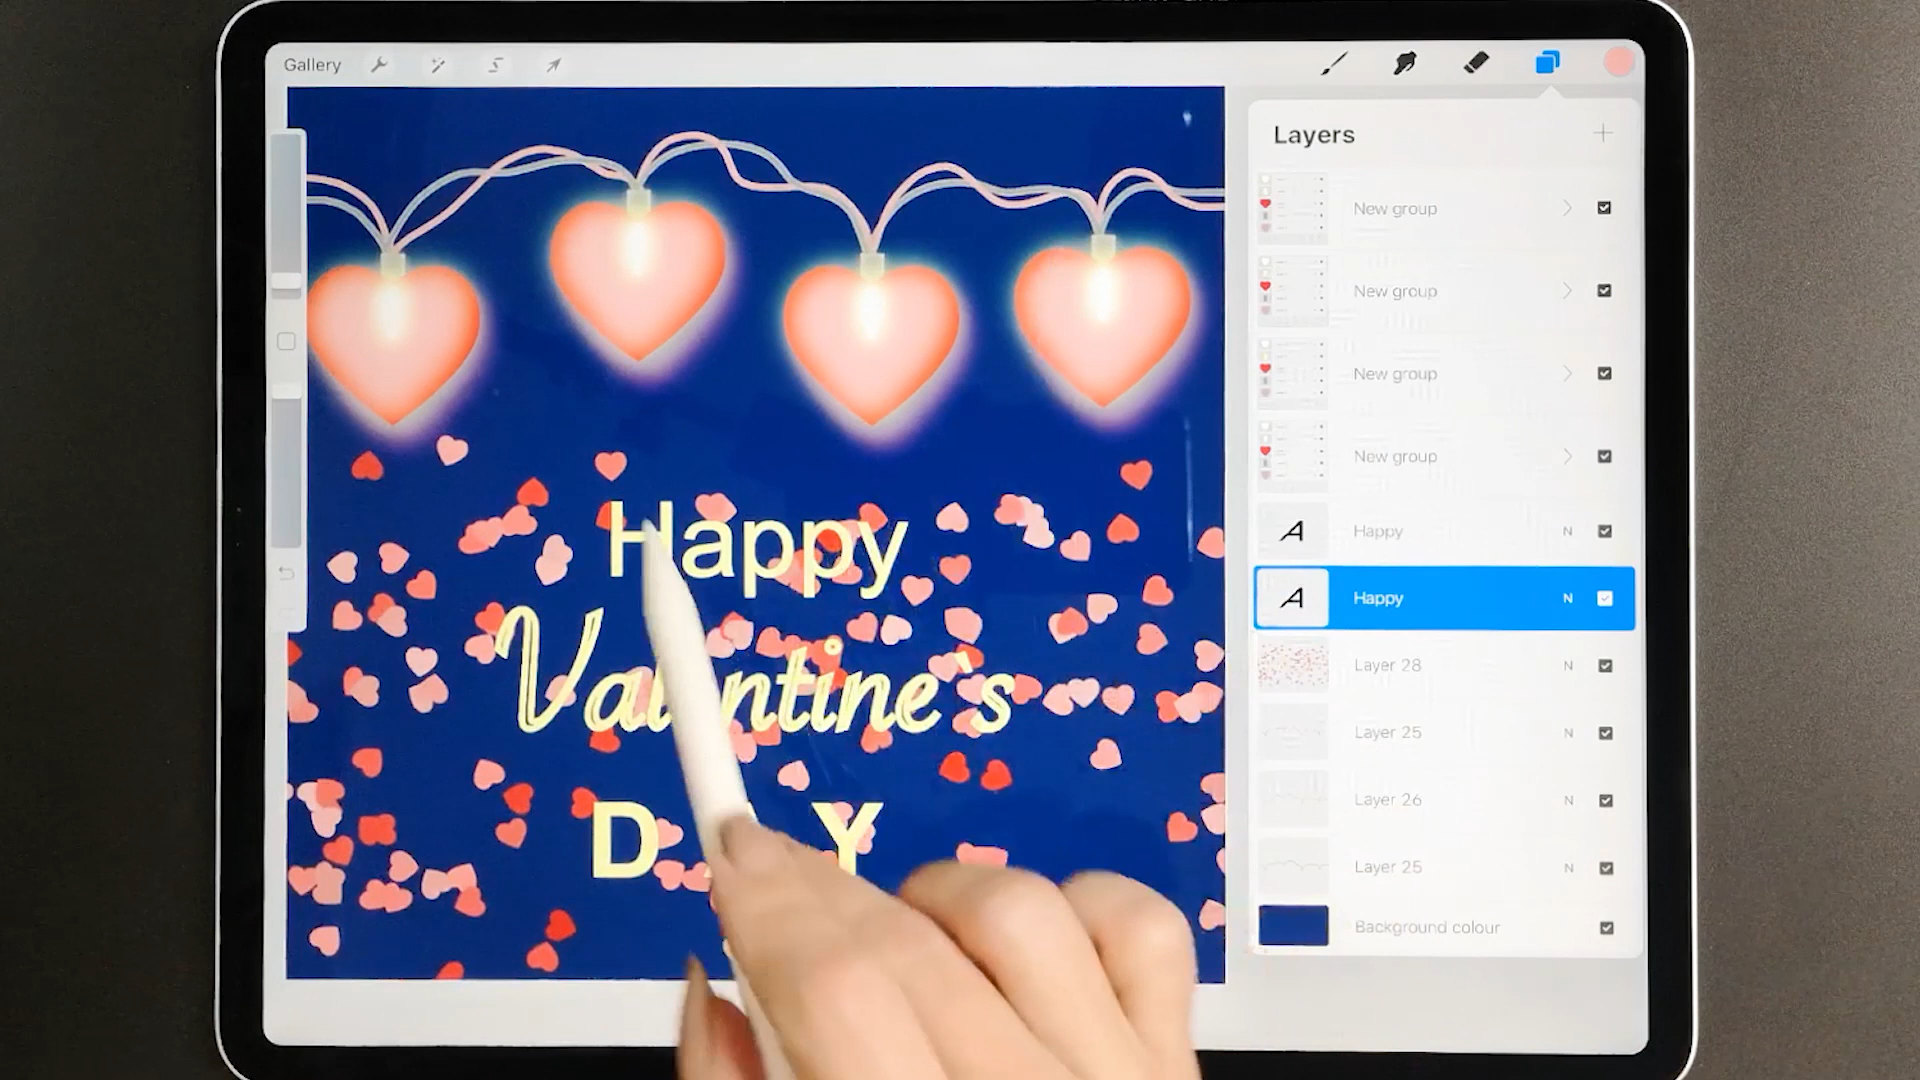 Gallery
Layers
New group
New group
New group
New group
A Happy N
A Happy N
Layer 28 N
Layer 25 N
Layer 26 N
Layer 25 N
Background colour
Happy
Valentine's
D Y